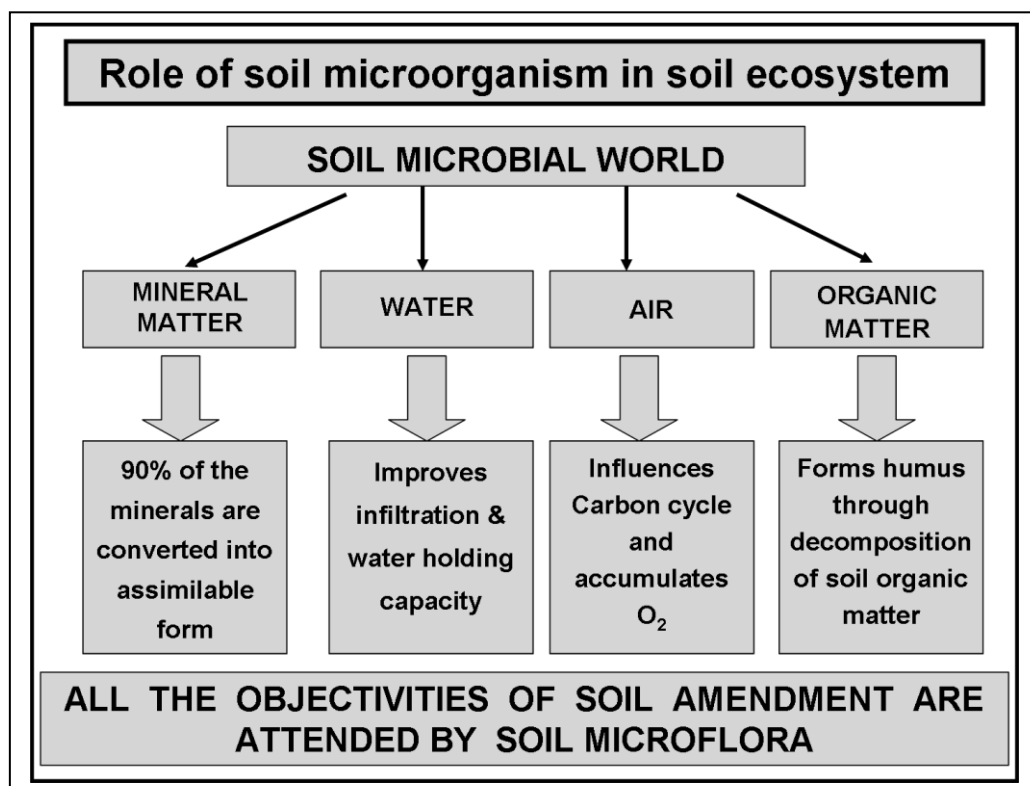 Role of soil microorganism in soil ecosystem
SOIL MICROBIAL WORLD
MINERAL
MATTER
WATER
AIR
ORGANIC
MATTER
90% of the
minerals are
converted into
assimilable
form
Improves
infiltration &
water holding
capacity
Influences
Carbon cycle
and
accumulates
O₂
Forms humus
through
decomposition
of soil organic
matter
ALL THE OBJECTIVITIES OF SOIL AMENDMENT ARE
ATTENDED BY SOIL MICROFLORA